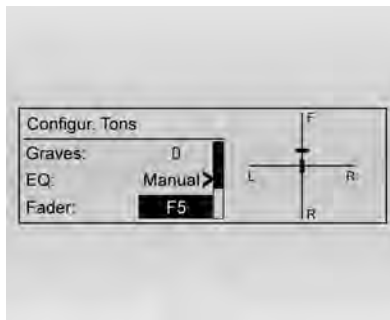 Configur. Tons
Graves: 0
EQ: Manual
Fader: F5
F
L R
R